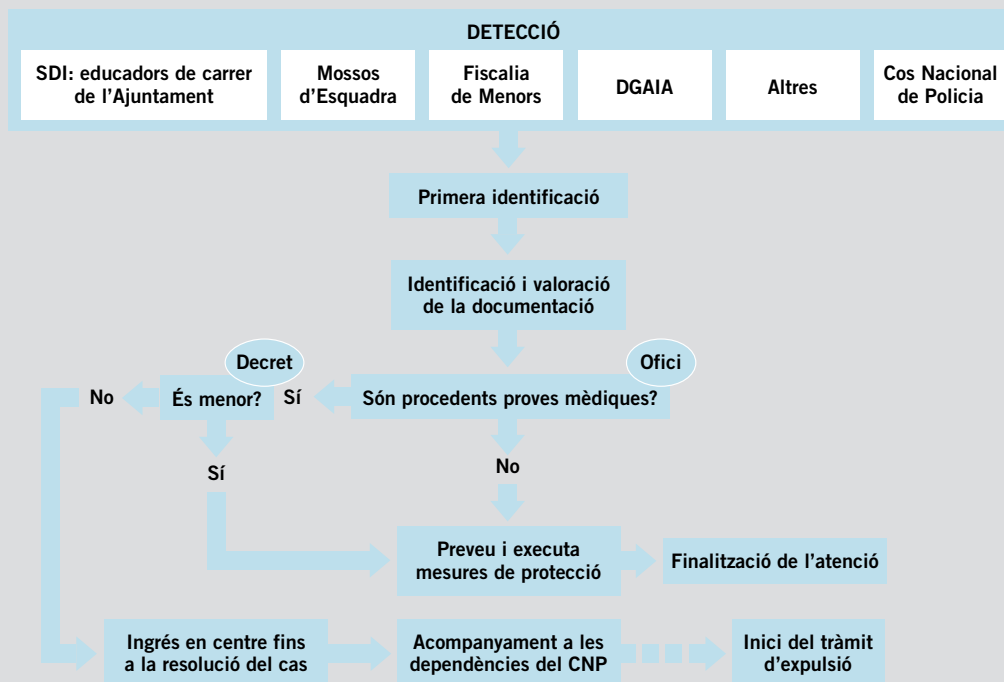 DETECCIÓ
SDI: educadors de carrer
de l’Ajuntament
Mossos
d’Esquadra
Fiscalia
de Menors
DGAIA
Altres
Cos Nacional
de Policia
Primera identificació
Identificació i valoració
de la documentació
Decret
Ofici
No
És menor?
Sí
Són procedents proves mèdiques?
Sí
No
Preveu i executa
mesures de protecció
Finalització de l’atenció
Ingrés en centre fins
a la resolució del cas
Acompanyament a les
dependències del CNP
Inici del tràmit
d’expulsió